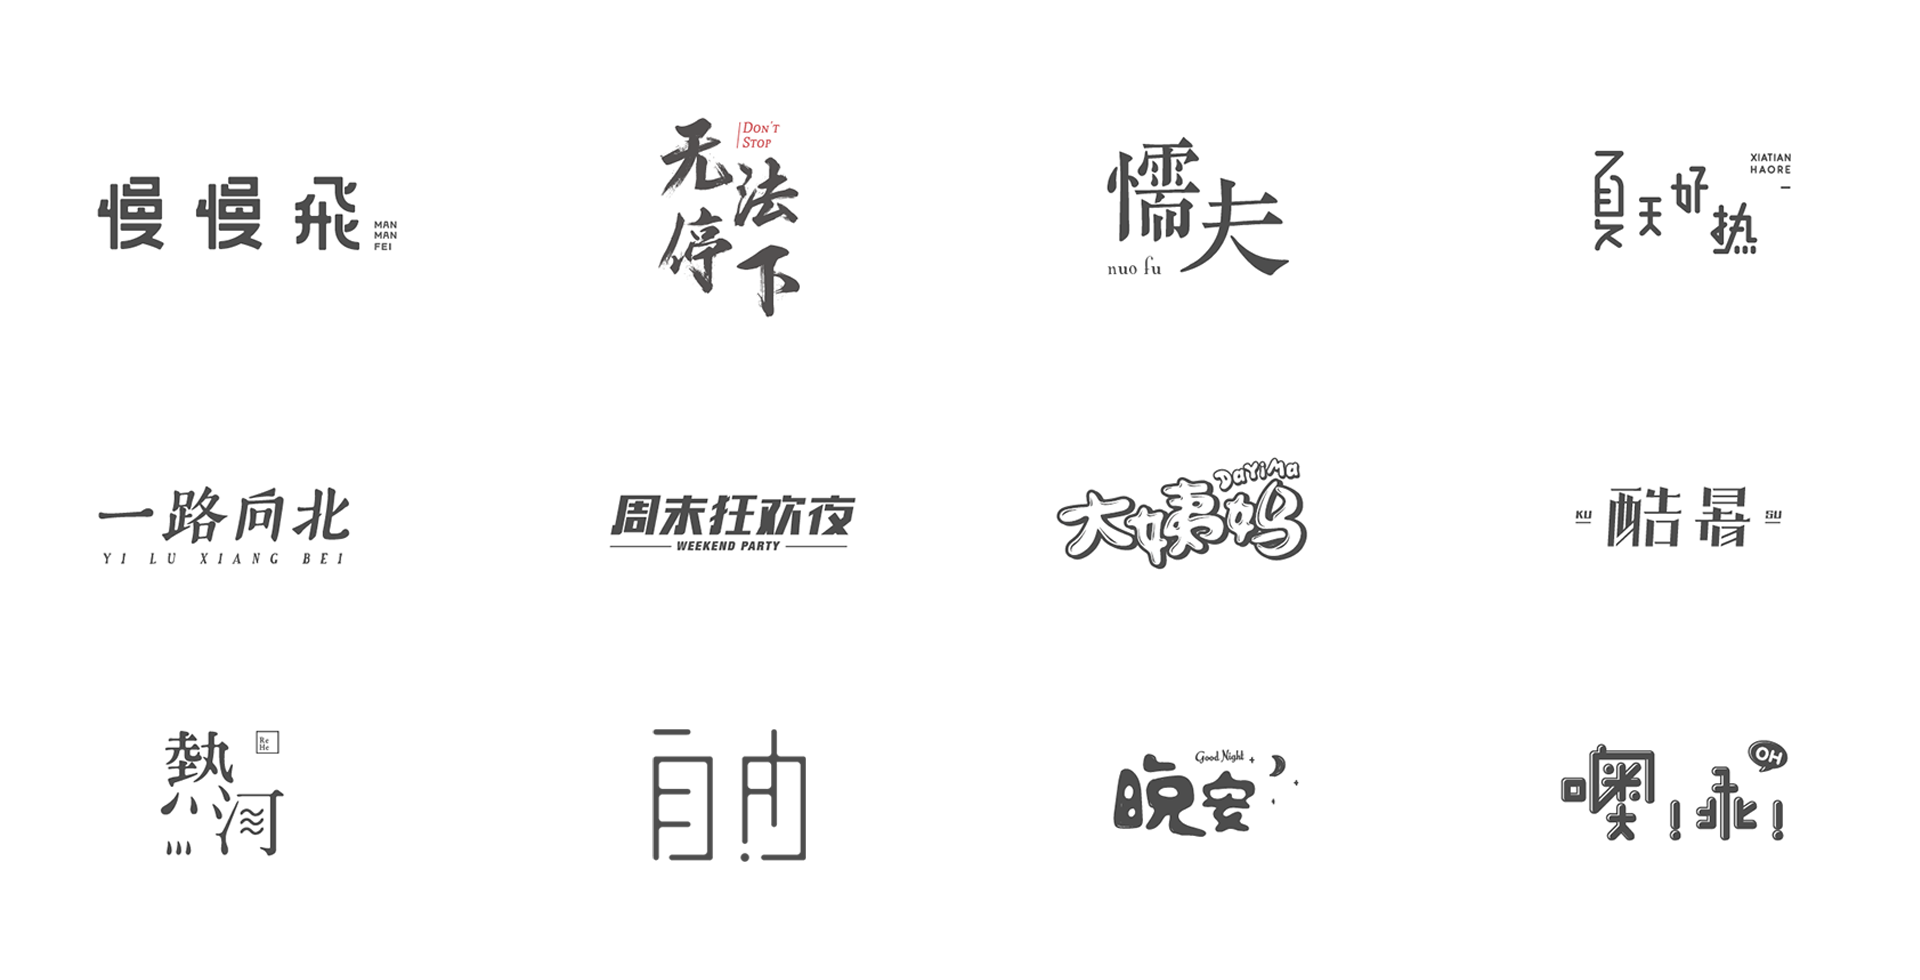 慢慢飛
MAN
MAN
FEI
无法
停下
DON'T
STOP
懦夫
nuo fu
夏天好热
XIATIAN
HAORE
一路向北
YI LU XIANG BEI
周末狂欢夜
WEEKEND PARTY
大姨妈
DaYiMa
KU
酷暑
SU
熱河
Re
He
自由
晚安
Good Night
噢!乖!
OH